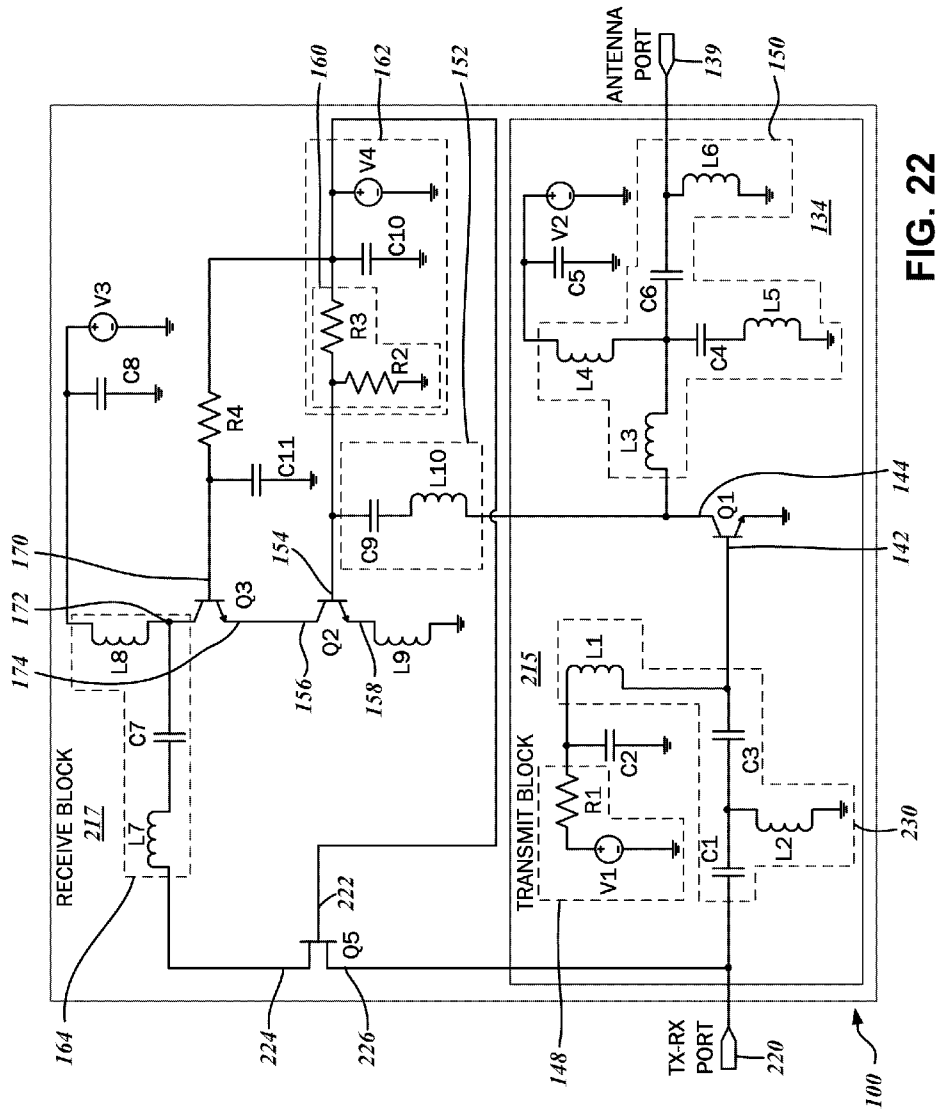 RECEIVE BLOCK
217
164
L7
C7
L8
174
172
170
Q3
C11
R4
C8
V3
160
162
152
156
Q2
158
L9
154
C9
L10
R2
R3
C10
V4
224
222
Q5
226
TRANSMIT BLOCK
215
148
V1
R1
C2
L1
C1
L2
C3
230
142
Q1
144
L3
L4
C4
L5
C5
V2
C6
L6
134
150
ANTENNA
PORT
139
TX-RX
PORT
220
100
FIG. 22